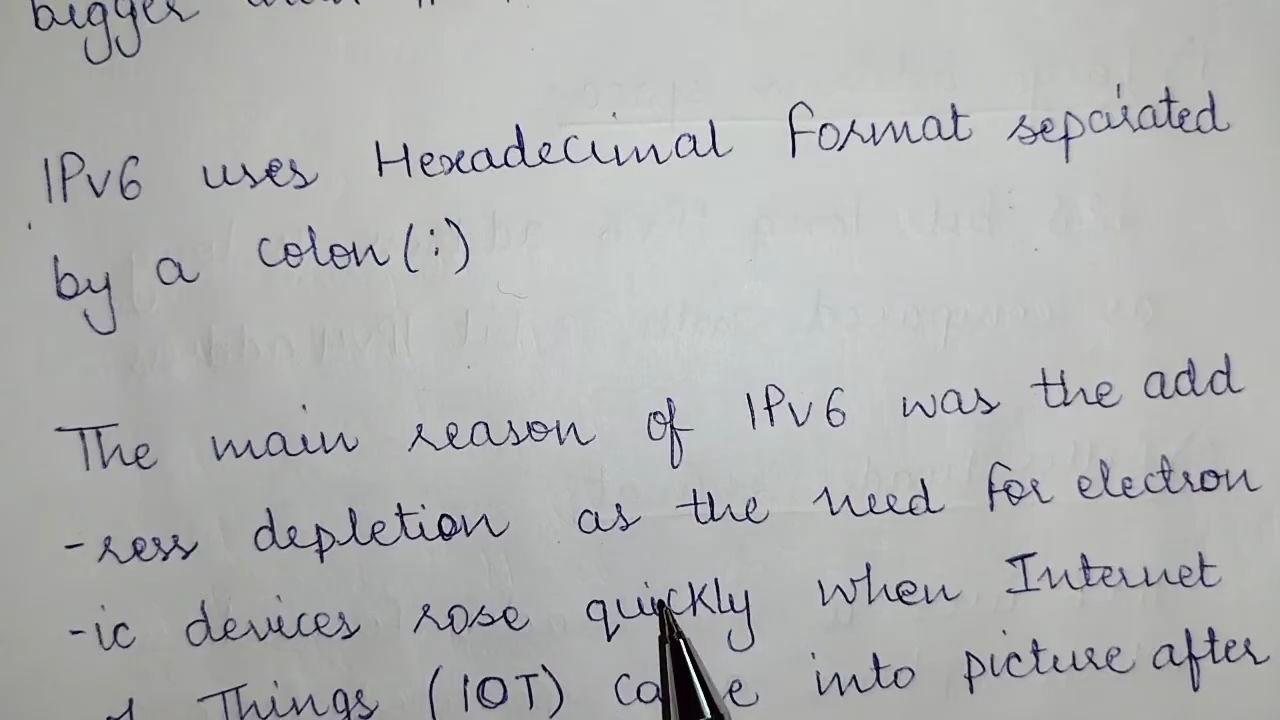 bigger
IPv6 uses Hexadecimal Format separated
by a colon(:)
The main reason of IPv6 was the add
-ress depletion as the need for electron
-ic devices rose quickly when Internet
of Things (IOT) came into picture after